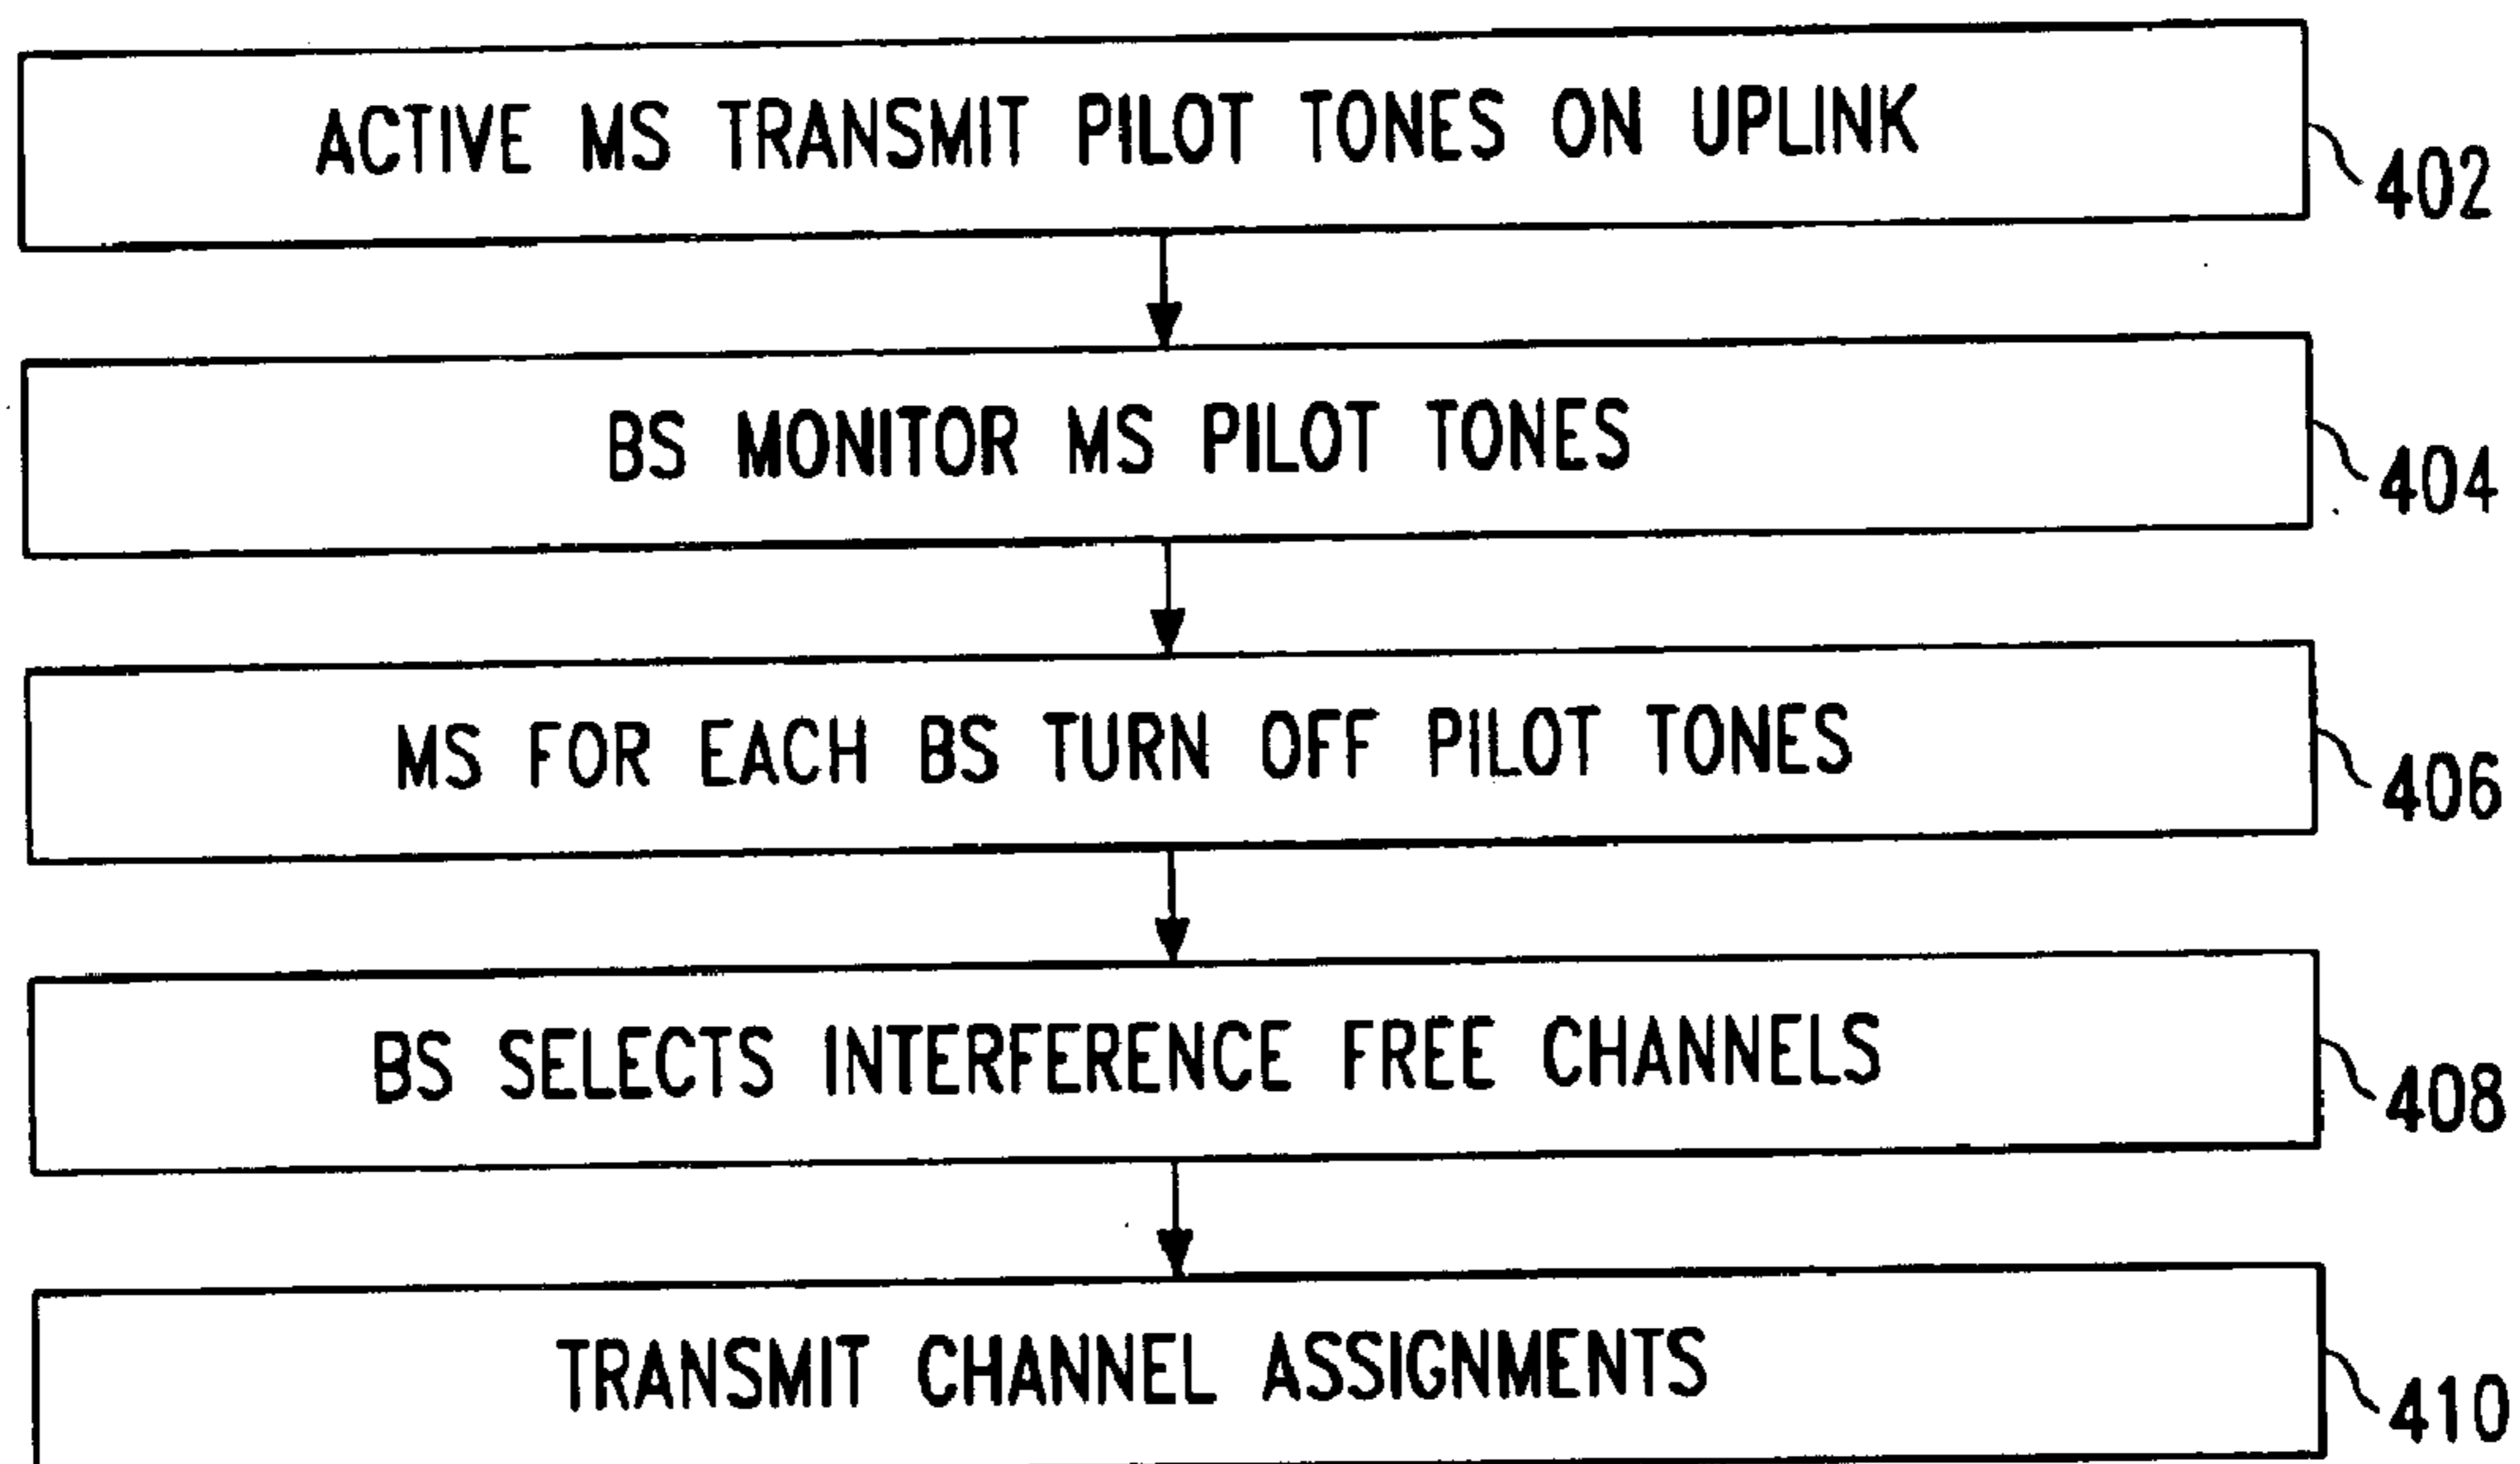 ACTIVE MS TRANSMIT PILOT TONES ON UPLINK
402
BS MONITOR MS PILOT TONES
404
MS FOR EACH BS TURN OFF PILOT TONES
406
BS SELECTS INTERFERENCE FREE CHANNELS
408
TRANSMIT CHANNEL ASSIGNMENTS
410